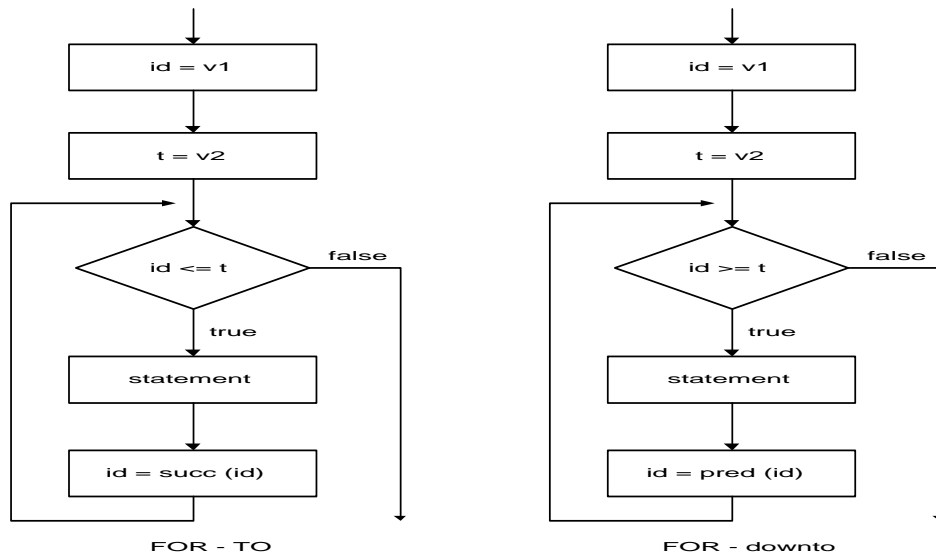 id = v1
t = v2
id <= t
false
true
statement
id = succ (id)
FOR - TO
id = v1
t = v2
id >= t
false
true
statement
id = pred (id)
FOR - downto